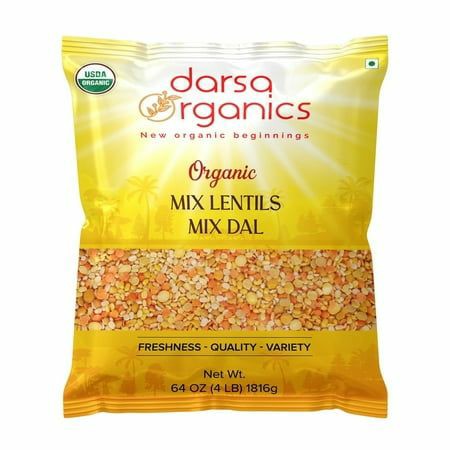 USDA
ORGANIC
darsa
Organics
New organic beginnings
Organic
MIX LENTILS
MIX DAL
FRESHNESS - QUALITY - VARIETY
Net Wt.
64 OZ (4 LB) 1816g